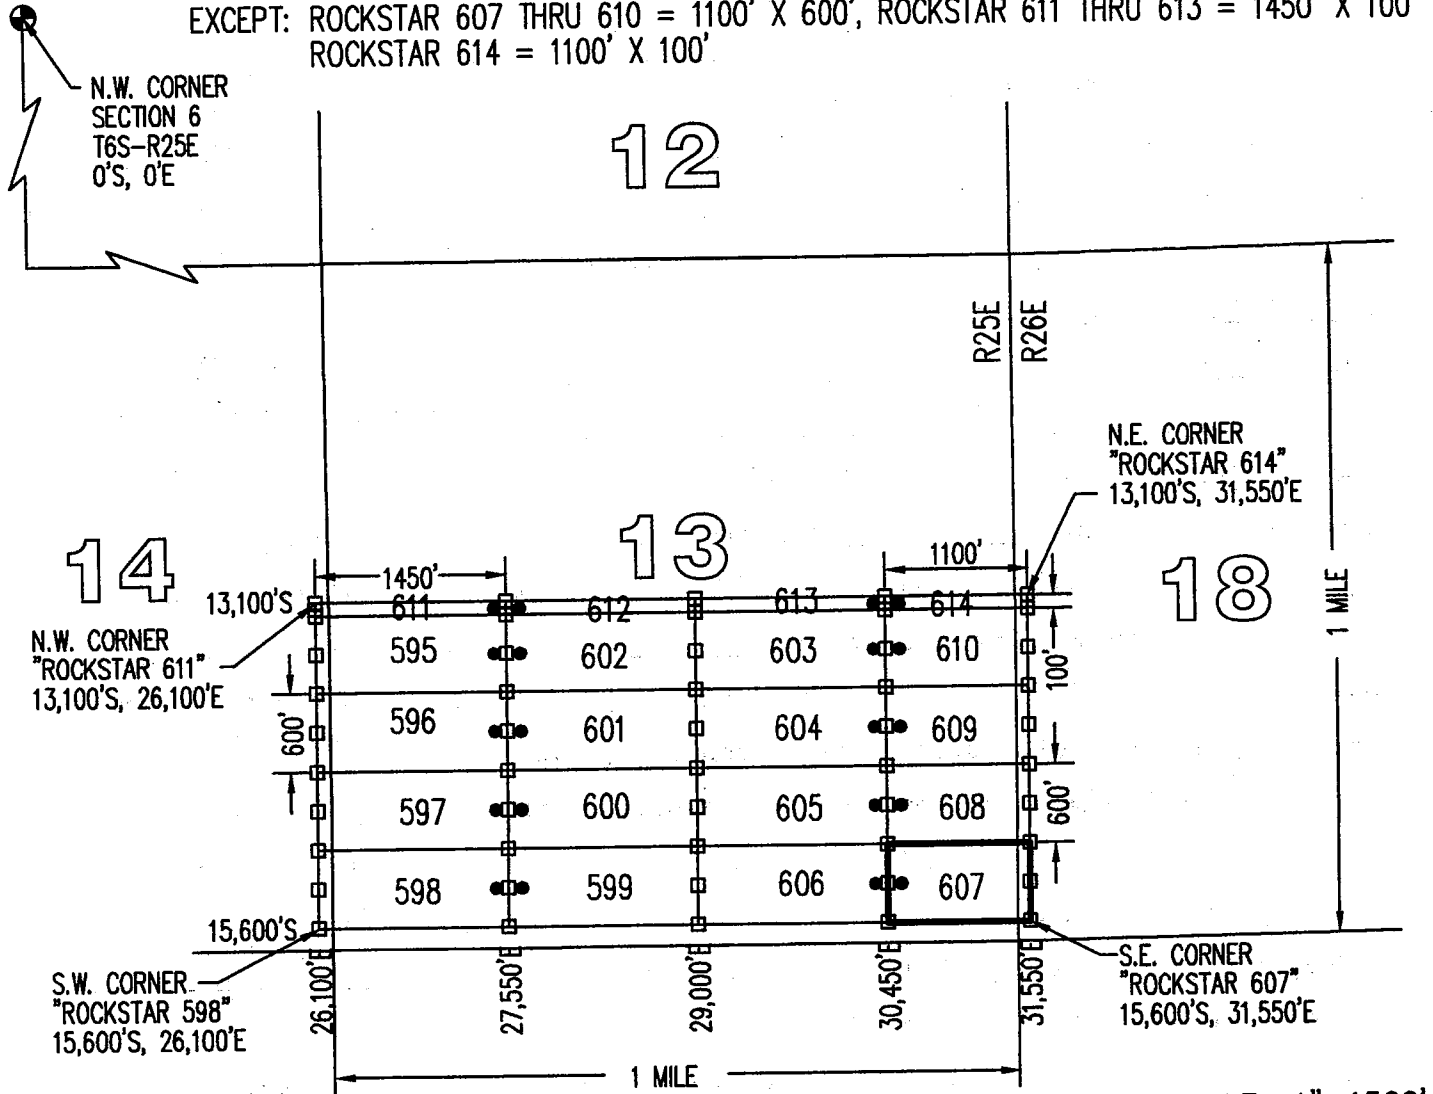 EXCEPT: ROCKSTAR 607 THRU 610 = 1100' X 600', ROCKSTAR 611 THRU 613 = 1450' X 100'
ROCKSTAR 614 = 1100' X 100'
N.W. CORNER
SECTION 6
T6S-R25E
0'S, 0'E
12
R25E
R26E
N.E. CORNER
"ROCKSTAR 614"
13,100'S, 31,550'E
14
13
18
1 MILE
1450'
1100'
13,100'S
611
612
613
614
N.W. CORNER
"ROCKSTAR 611"
13,100'S, 26,100'E
595
602
603
610
100'
600'
596
601
604
609
597
600
605
608
600'
598
599
606
607
15,600'S
S.W. CORNER
"ROCKSTAR 598"
15,600'S, 26,100'E
26,100'E
27,550'E
29,000'E
30,450'E
31,550'E
S.E. CORNER
"ROCKSTAR 607"
15,600'S, 31,550'E
1 MILE